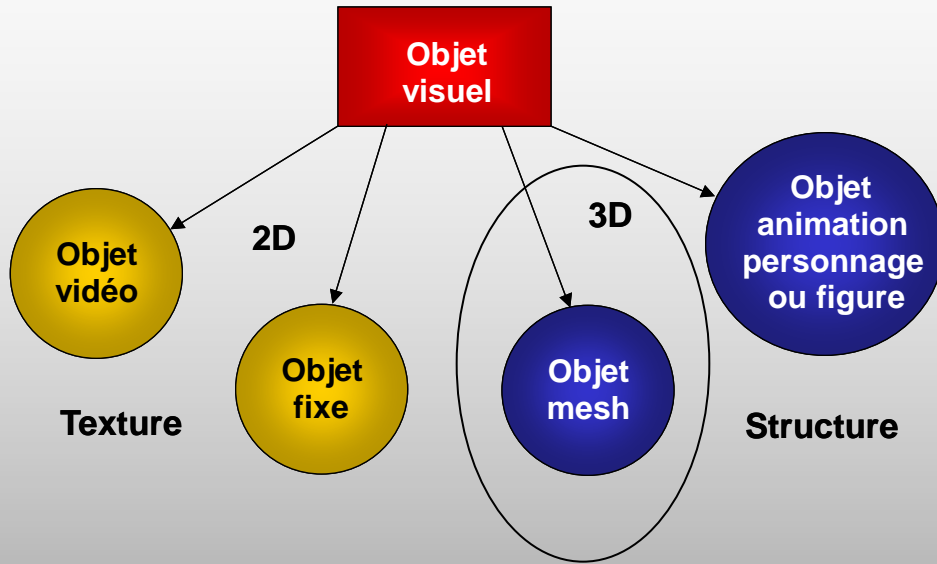 Objet
visuel
2D
3D
Objet
vidéo
Objet
fixe
Objet
mesh
Objet
animation
personnage
ou figure
Texture
Structure